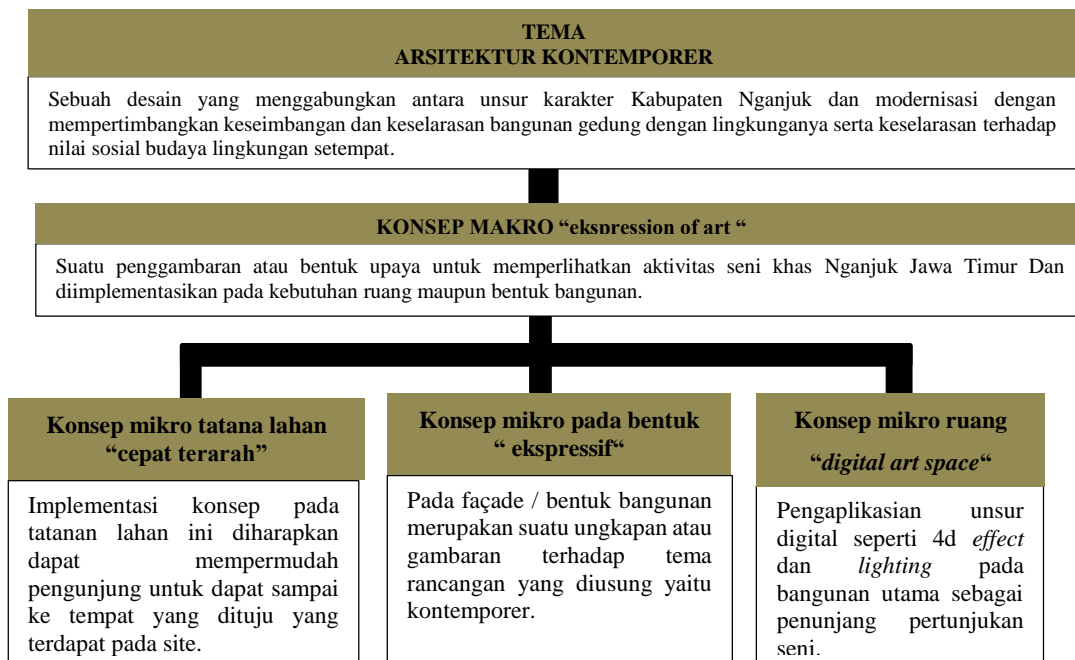 TEMA
ARSITEKTUR KONTEMPORER
Sebuah desain yang menggabungkan antara unsur karakter Kabupaten Nganjuk dan modernisasi dengan
mempertimbangkan keseimbangan dan keselarasan bangunan gedung dengan lingkunganya serta keselarasan terhadap
nilai sosial budaya lingkungan setempat.
KONSEP MAKRO “ekspression of art “
Suatu penggambaran atau bentuk upaya untuk memperlihatkan aktivitas seni khas Nganjuk Jawa Timur Dan
diimplementasikan pada kebutuhan ruang maupun bentuk bangunan.
Konsep mikro tatana lahan
“cepat terarah”
Implementasi konsep pada
tatanan lahan ini diharapkan
dapat mempermudah
pengunjung untuk dapat sampai
ke tempat yang dituju yang
terdapat pada site.
Konsep mikro pada bentuk
“ ekspressif“
Pada façade / bentuk bangunan
merupakan suatu ungkapan atau
gambaran terhadap tema
rancangan yang diusung yaitu
kontemporer.
Konsep mikro ruang
“digital art space“
Pengaplikasian unsur
digital seperti 4d effect
dan lighting pada
bangunan utama sebagai
penunjang pertunjukan
seni.